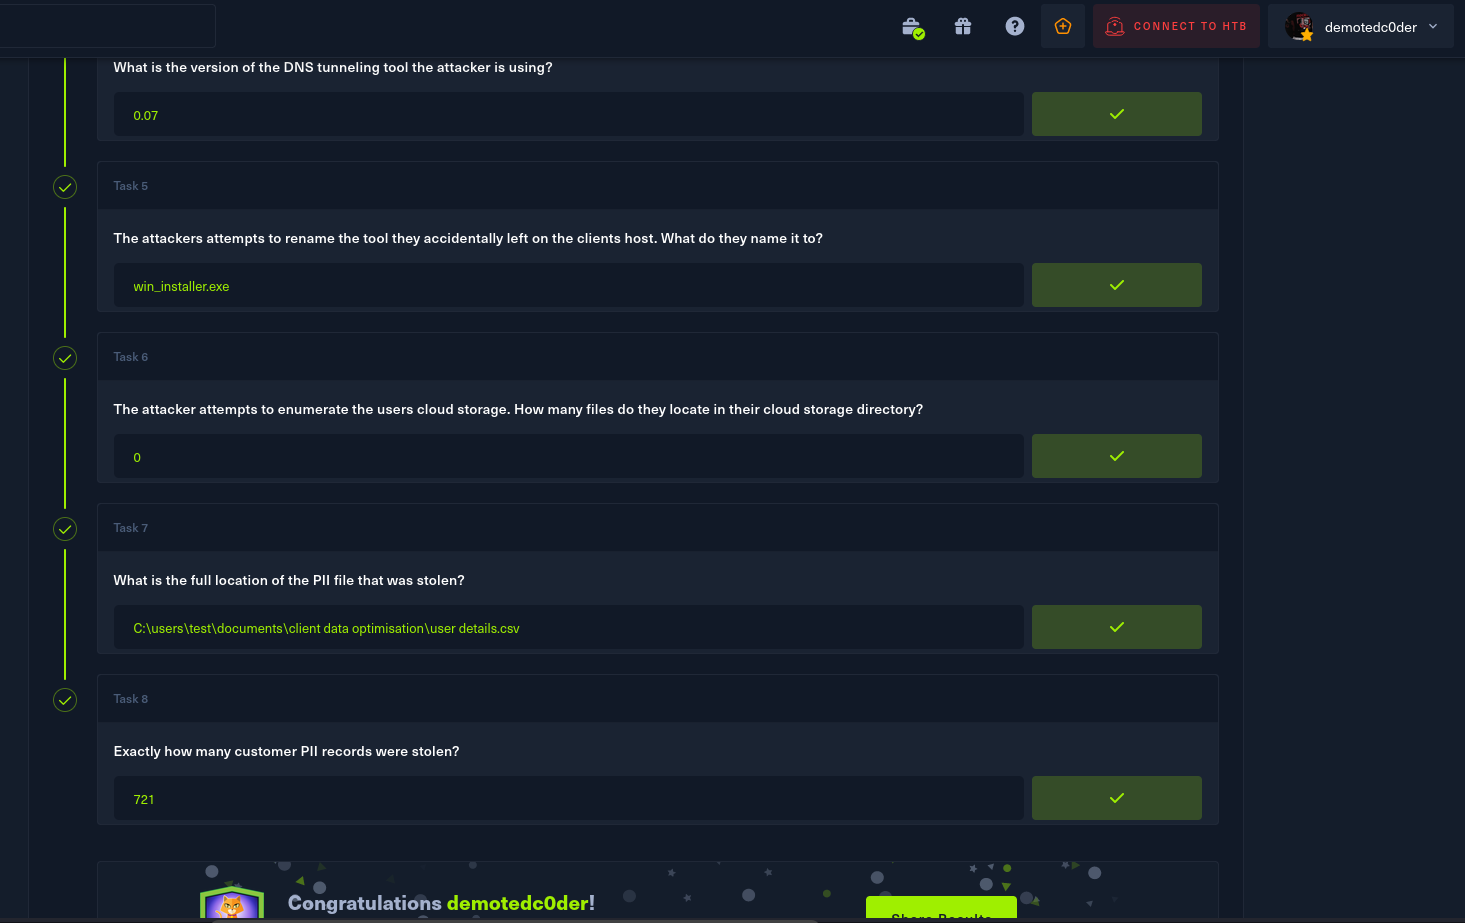 CONNECT TO HTB
demotedc0der
What is the version of the DNS tunneling tool the attacker is using?
0.07
Task 5
The attackers attempts to rename the tool they accidentally left on the clients host. What do they name it to?
win_installer.exe
Task 6
The attacker attempts to enumerate the users cloud storage. How many files do they locate in their cloud storage directory?
0
Task 7
What is the full location of the PII file that was stolen?
C:\users\test\documents\client data optimisation\user details.csv
Task 8
Exactly how many customer PII records were stolen?
721
Congratulations demotedc0der!
Share Results